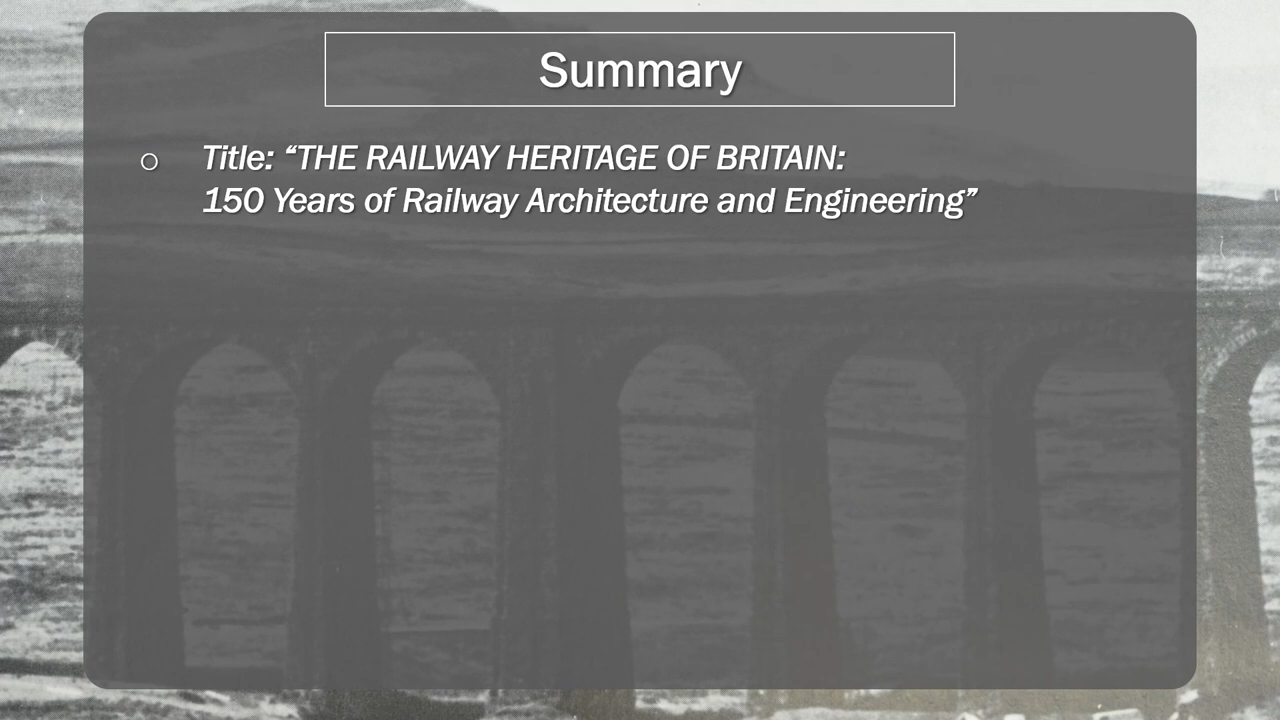 Summary
Title: “THE RAILWAY HERITAGE OF BRITAIN:
150 Years of Railway Architecture and Engineering”